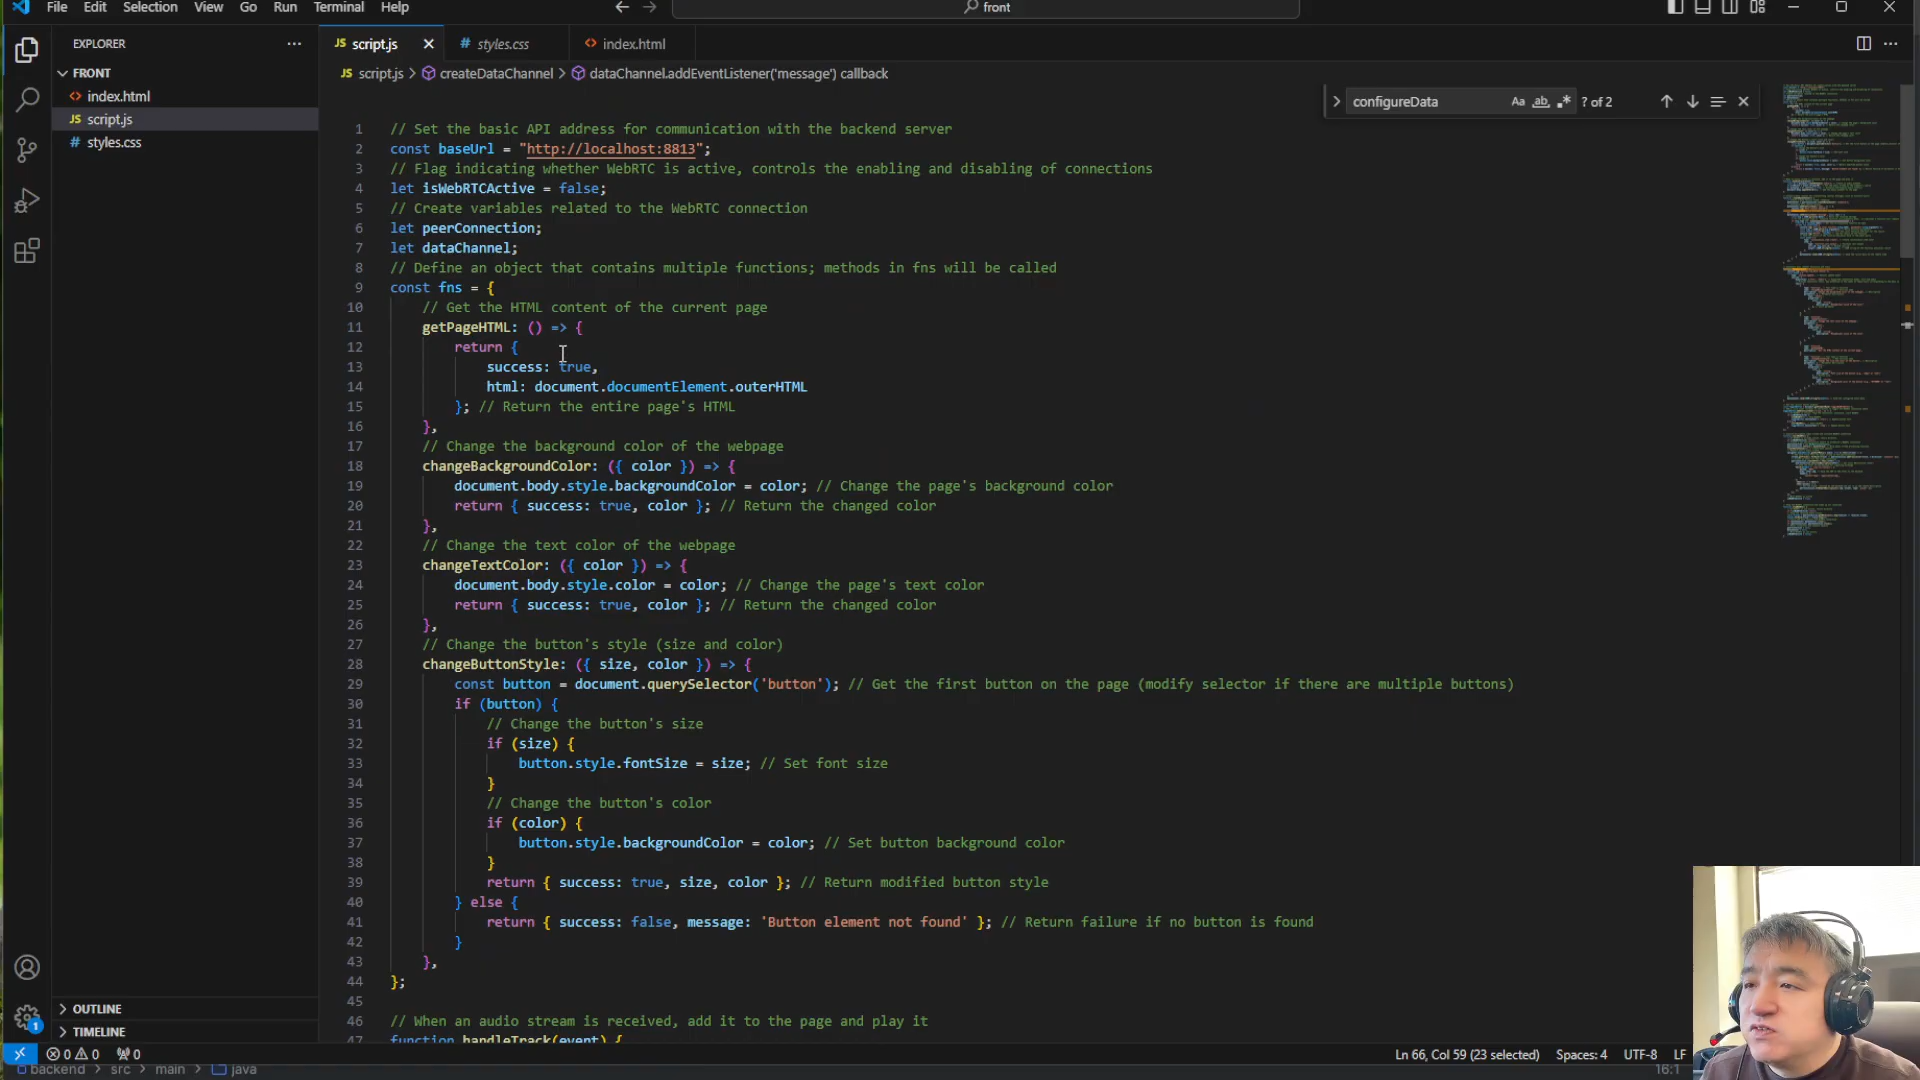 File Edit Selection View Go Run Terminal Help
front
EXPLORER
script.js
styles.css
index.html
FRONT
script.js > createDataChannel > dataChannel.addEventListener('message') callback
index.html
script.js
styles.css
configureData
Aa ab .* ? of 2
1 // Set the basic API address for communication with the backend server
2 const baseUrl = "http://localhost:8813";
3 // Flag indicating whether WebRTC is active, controls the enabling and disabling of connections
4 let isWebRTCActive = false;
5 // Create variables related to the WebRTC connection
6 let peerConnection;
7 let dataChannel;
8 // Define an object that contains multiple functions; methods in fns will be called
9 const fns = {
10 // Get the HTML content of the current page
11 getPageHTML: () => {
12 return {
13 success: true,
14 html: document.documentElement.outerHTML
15 }; // Return the entire page's HTML
16 },
17 // Change the background color of the webpage
18 changeBackgroundColor: ({ color }) => {
19 document.body.style.backgroundColor = color; // Change the page's background color
20 return { success: true, color }; // Return the changed color
21 },
22 // Change the text color of the webpage
23 changeTextColor: ({ color }) => {
24 document.body.style.color = color; // Change the page's text color
25 return { success: true, color }; // Return the changed color
26 },
27 // Change the button's style (size and color)
28 changeButtonStyle: ({ size, color }) => {
29 const button = document.querySelector('button'); // Get the first button on the page (modify selector if there are multiple buttons)
30 if (button) {
31 // Change the button's size
32 if (size) {
33 button.style.fontSize = size; // Set font size
34 }
35 // Change the button's color
36 if (color) {
37 button.style.backgroundColor = color; // Set button background color
38 }
39 return { success: true, size, color }; // Return modified button style
40 } else {
41 return { success: false, message: 'Button element not found' }; // Return failure if no button is found
42 }
43 },
44 };
45
46 // When an audio stream is received, add it to the page and play it
47 function handleTrack(event) {
OUTLINE
TIMELINE
1
0 0 0
Ln 66, Col 59 (23 selected) Spaces: 4 UTF-8 LF
backend > src > main > java
16:1